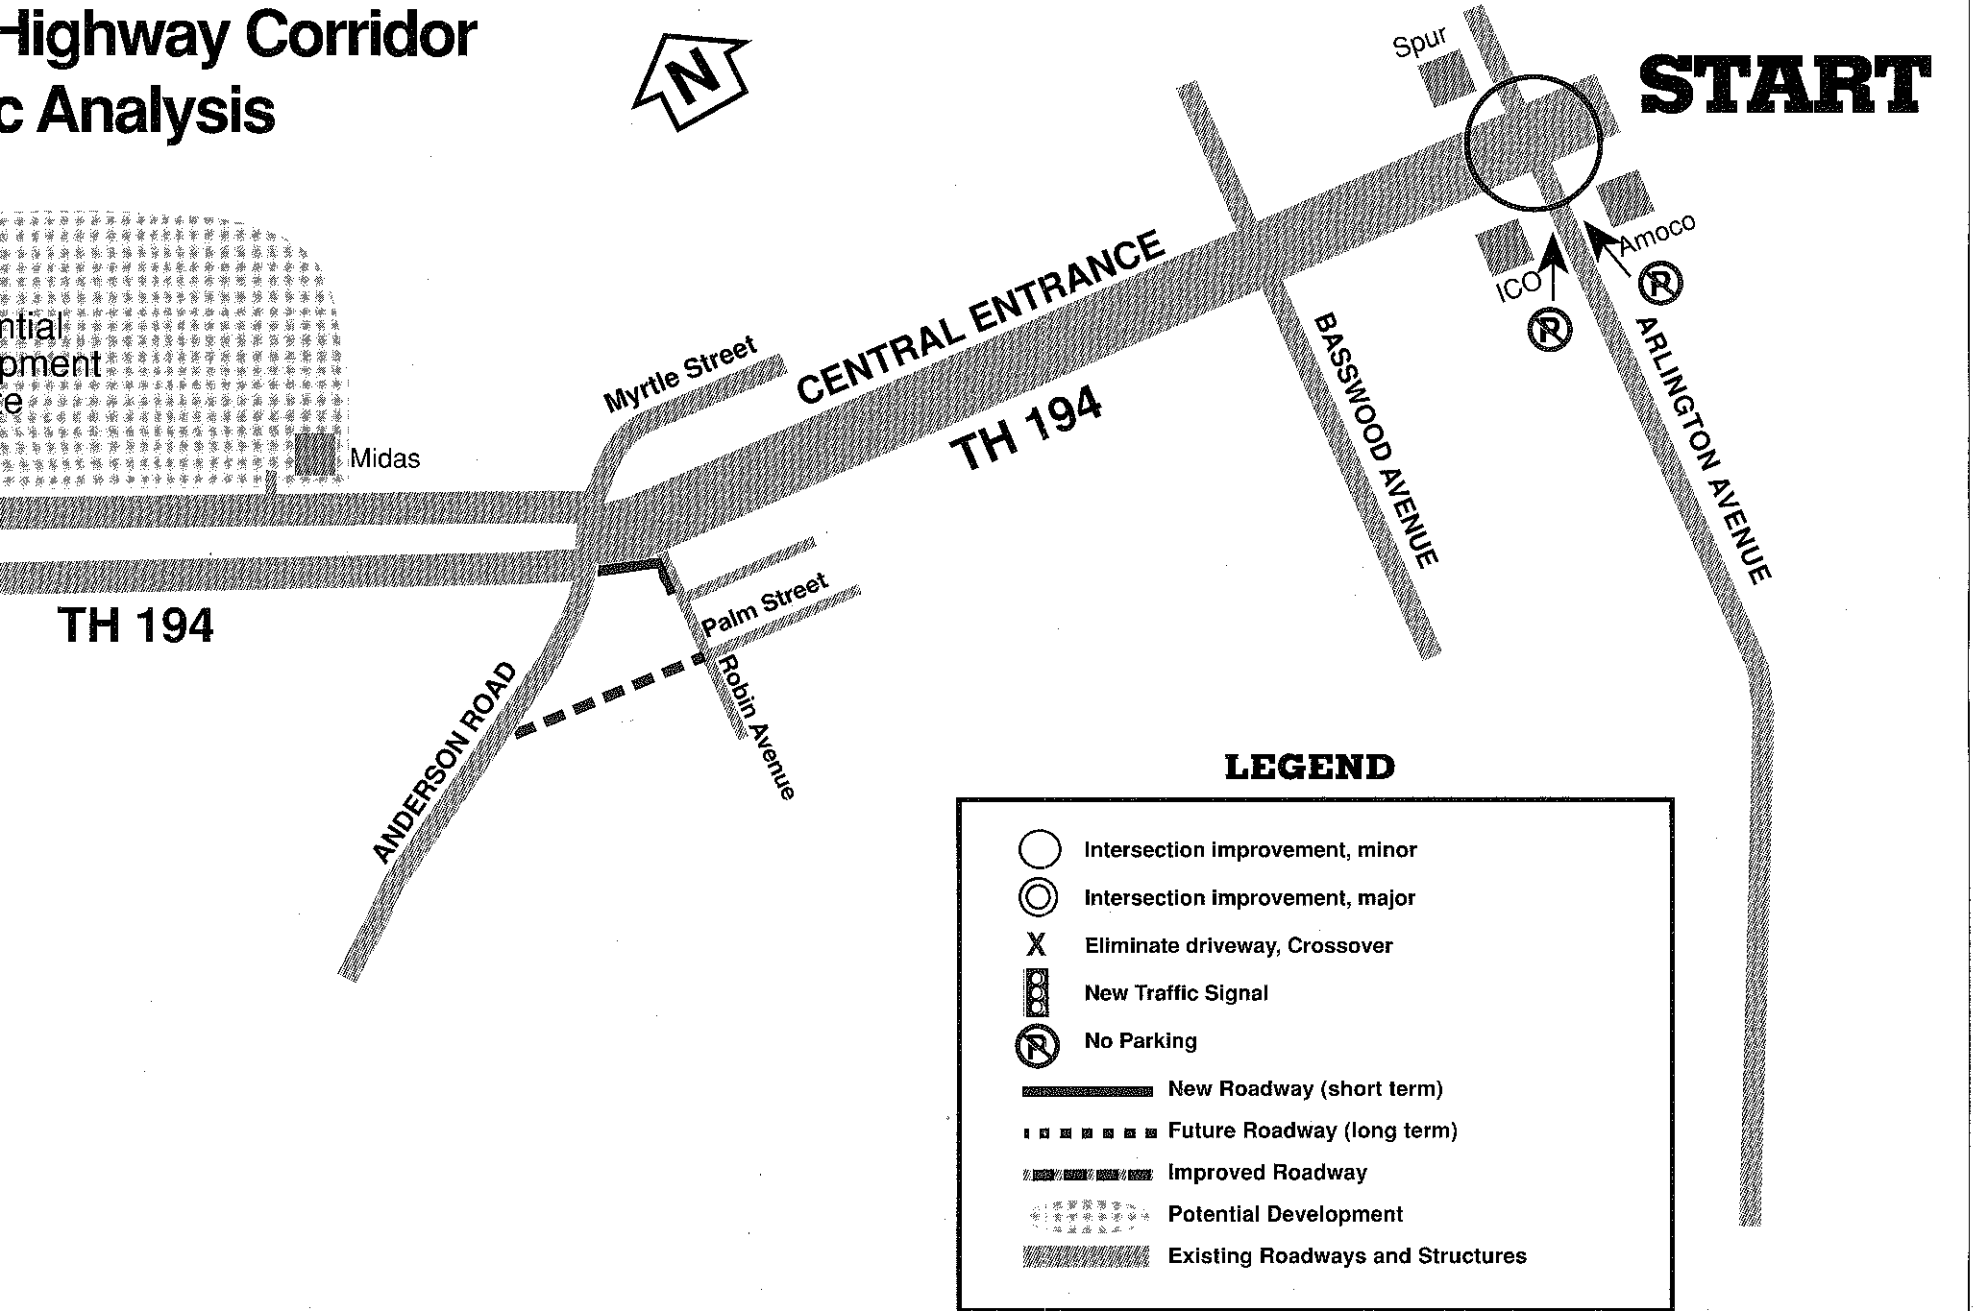 Highway Corridor
c Analysis
N
START
Spur
Amoco
ICO
P
P
CENTRAL ENTRANCE
TH 194
Myrtle Street
BASSWOOD AVENUE
ARLINGTON AVENUE
ntial
pment
te
Midas
TH 194
Palm Street
Robin Avenue
ANDERSON ROAD
LEGEND
Intersection improvement, minor
Intersection improvement, major
X Eliminate driveway, Crossover
New Traffic Signal
P No Parking
New Roadway (short term)
Future Roadway (long term)
Improved Roadway
Potential Development
Existing Roadways and Structures